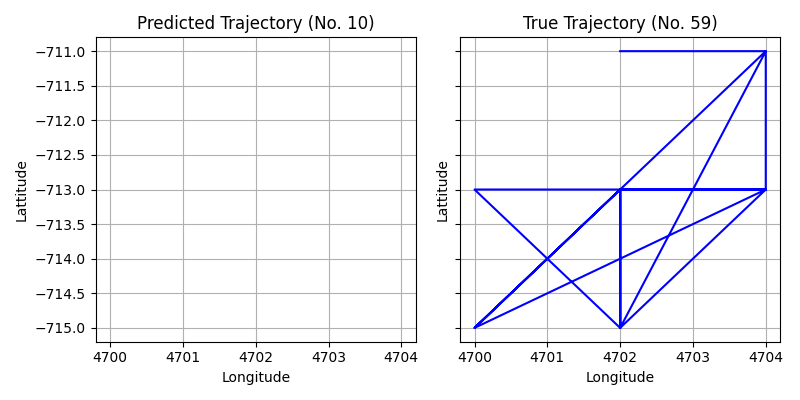 Predicted Trajectory (No. 10)
Lattitude
−711.0
−711.5
−712.0
−712.5
−713.0
−713.5
−714.0
−714.5
−715.0
4700 4701 4702 4703 4704
Longitude
True Trajectory (No. 59)
Lattitude
4700 4701 4702 4703 4704
Longitude